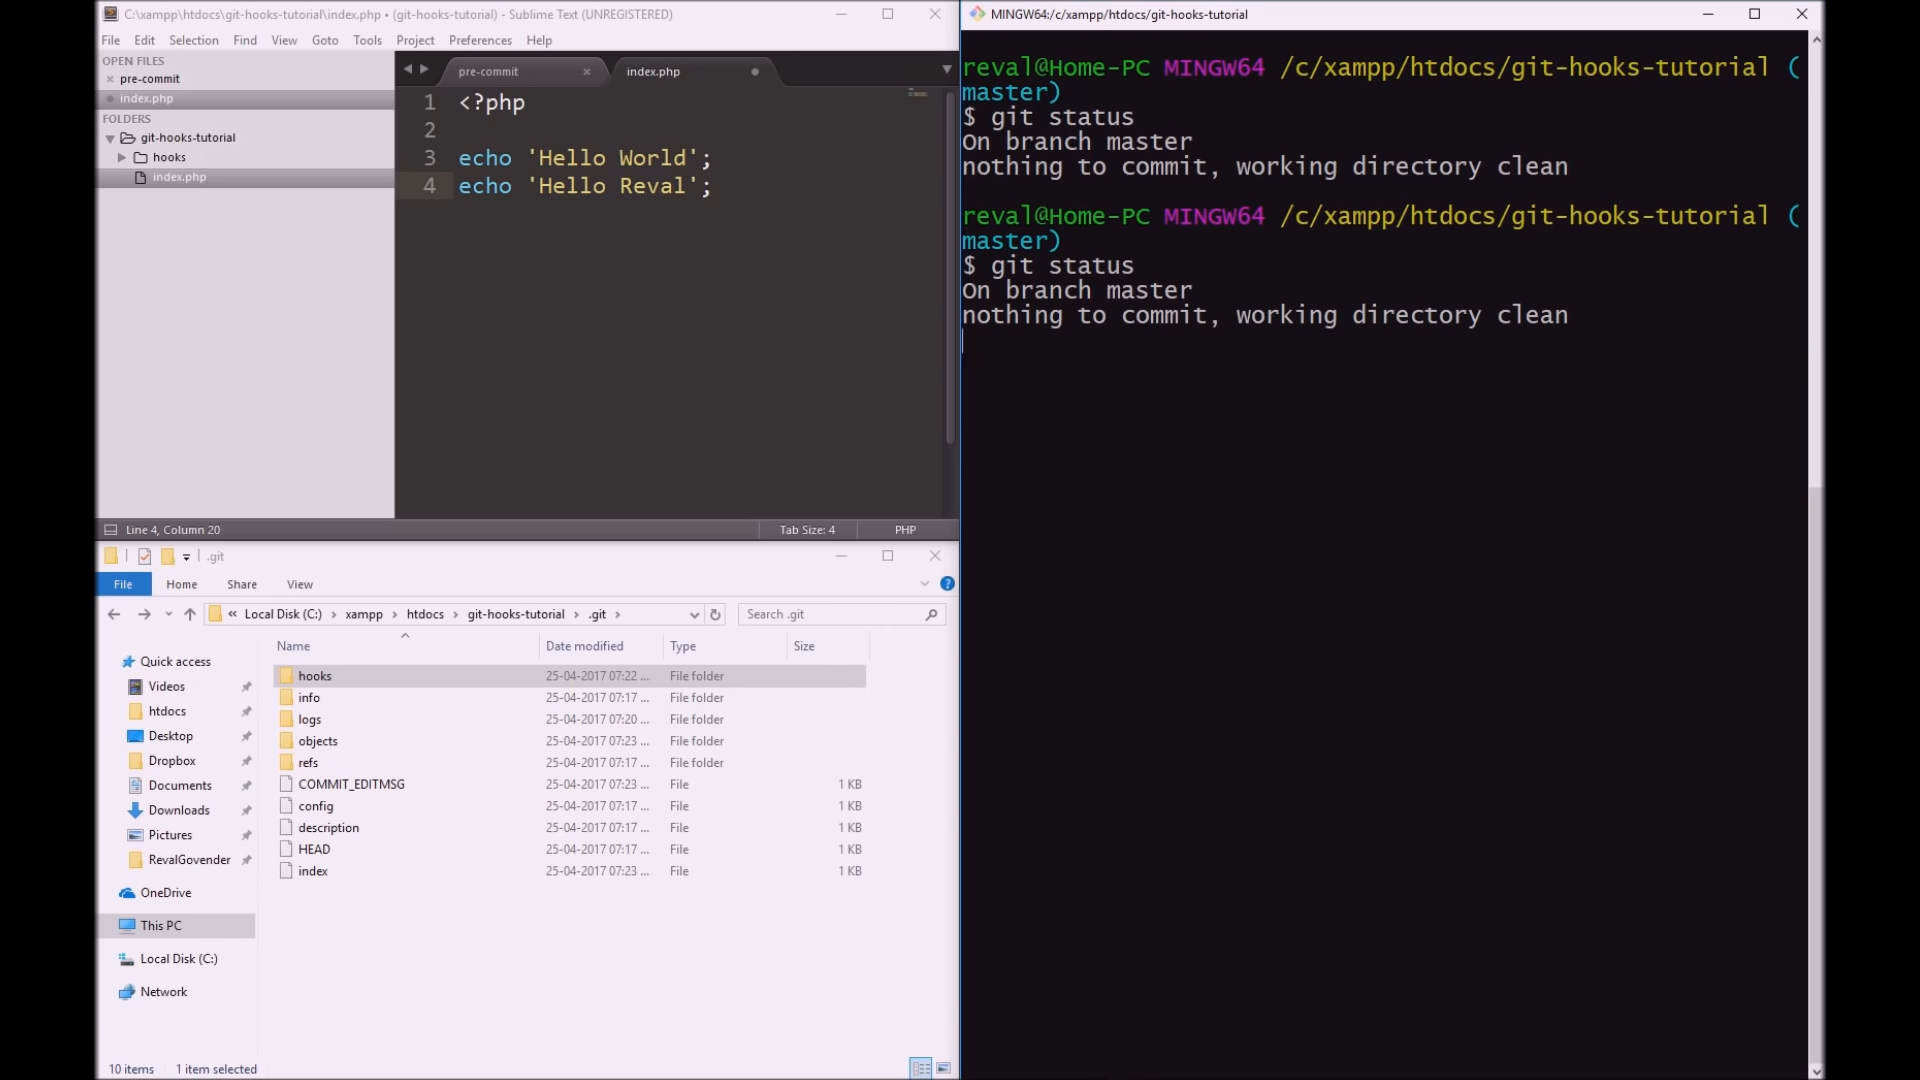 C:\xampp\htdocs\git-hooks-tutorial\index.php • (git-hooks-tutorial) - Sublime Text (UNREGISTERED)
File Edit Selection Find View Goto Tools Project Preferences Help
OPEN FILES
pre-commit
index.php
FOLDERS
git-hooks-tutorial
hooks
index.php
pre-commit index.php
1 <?php
2
3 echo 'Hello World';
4 echo 'Hello Reval';
Line 4, Column 20 Tab Size: 4 PHP
.git
File Home Share View
« Local Disk (C:) › xampp › htdocs › git-hooks-tutorial › .git › Search .git
Quick access
Videos
htdocs
Desktop
Dropbox
Documents
Downloads
Pictures
RevalGovender
OneDrive
This PC
Local Disk (C:)
Network
Name Date modified Type Size
hooks 25-04-2017 07:22 ... File folder
info 25-04-2017 07:17 ... File folder
logs 25-04-2017 07:20 ... File folder
objects 25-04-2017 07:23 ... File folder
refs 25-04-2017 07:17 ... File folder
COMMIT_EDITMSG 25-04-2017 07:23 ... File 1 KB
config 25-04-2017 07:17 ... File 1 KB
description 25-04-2017 07:17 ... File 1 KB
HEAD 25-04-2017 07:17 ... File 1 KB
index 25-04-2017 07:23 ... File 1 KB
10 items 1 item selected
MINGW64:/c/xampp/htdocs/git-hooks-tutorial
reval@Home-PC MINGW64 /c/xampp/htdocs/git-hooks-tutorial (
master)
$ git status
On branch master
nothing to commit, working directory clean
reval@Home-PC MINGW64 /c/xampp/htdocs/git-hooks-tutorial (
master)
$ git status
On branch master
nothing to commit, working directory clean